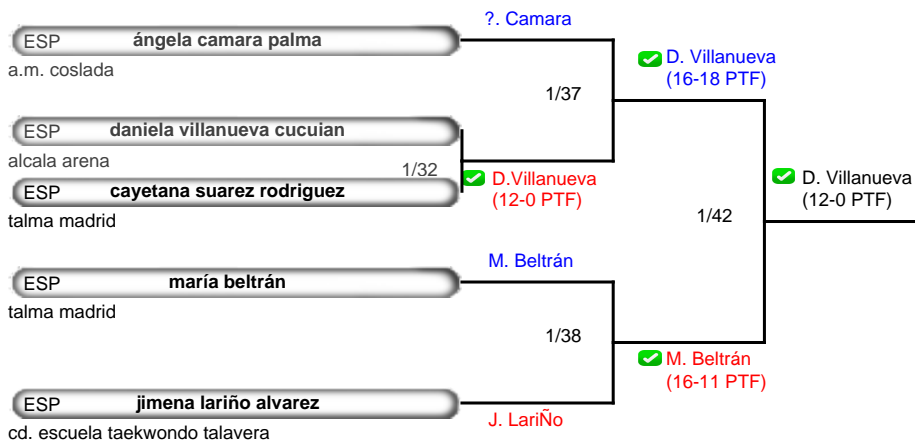 ?. Camara
ESP ángela camara palma
a.m. coslada
D. Villanueva
(16-18 PTF)
1/37
ESP daniela villanueva cucuian
alcala arena
1/32
D.Villanueva
(12-0 PTF)
ESP cayetana suarez rodriguez
talma madrid
D. Villanueva
(12-0 PTF)
1/42
M. Beltrán
ESP maría beltrán
talma madrid
1/38
M. Beltrán
(16-11 PTF)
ESP jimena lariño alvarez
J. LariÑo
cd. escuela taekwondo talavera